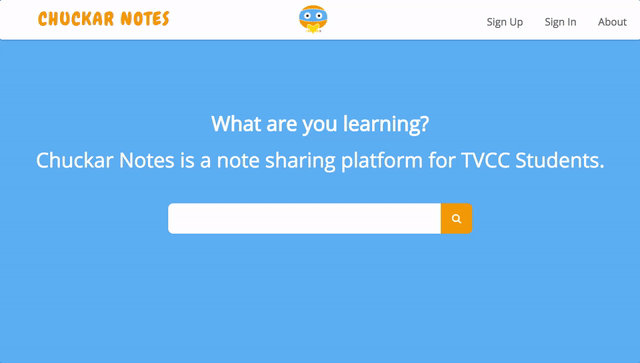 CHUCKAR NOTES
Sign Up
Sign In
About
What are you learning?
Chuckar Notes is a note sharing platform for TVCC Students.